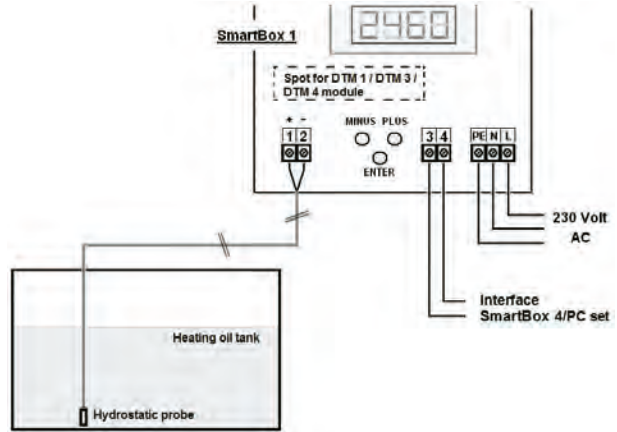 2460
SmartBox 1
Spot for DTM 1 / DTM 3 /
DTM 4 module
+ -
MINUS PLUS
1 2
3 4
PE N L
ENTER
230 Volt
AC
Interface
SmartBox 4/PC set
Heating oil tank
Hydrostatic probe